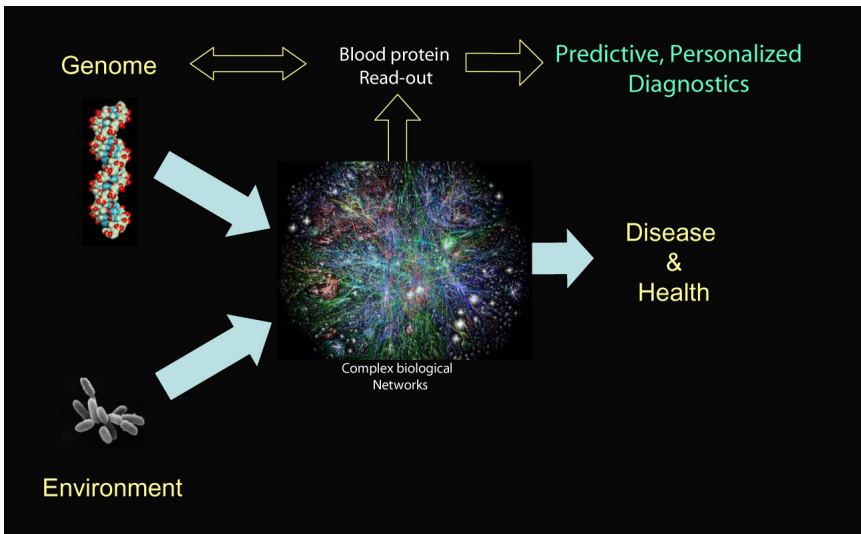 Genome
Blood protein
Read-out
Predictive, Personalized
Diagnostics
Disease
&
Health
Complex biological
Networks
Environment